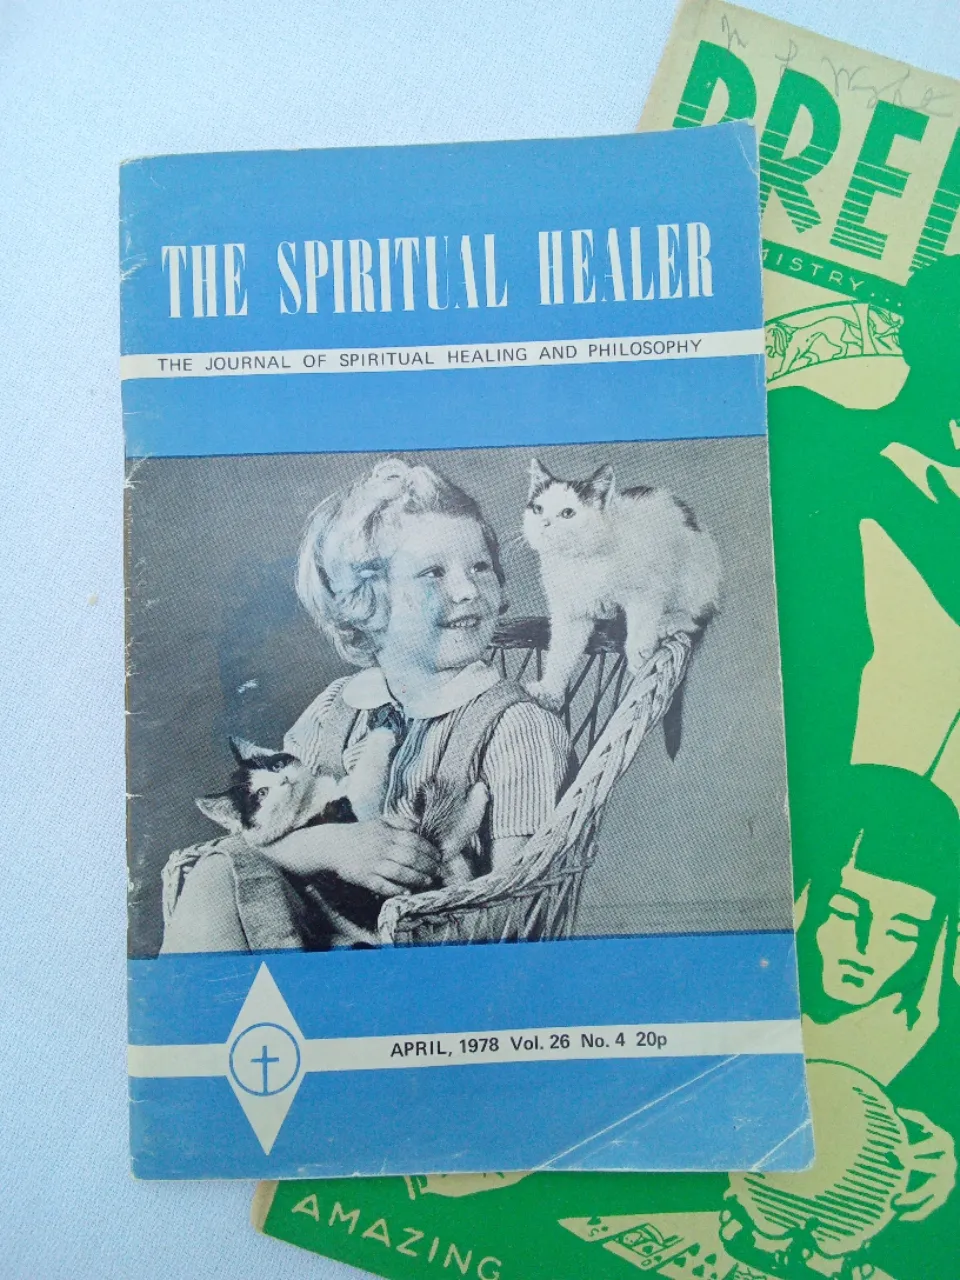 THE SPIRITUAL HEALER
THE JOURNAL OF SPIRITUAL HEALING AND PHILOSOPHY
APRIL, 1978 Vol. 26 No. 4 20p
AMAZING